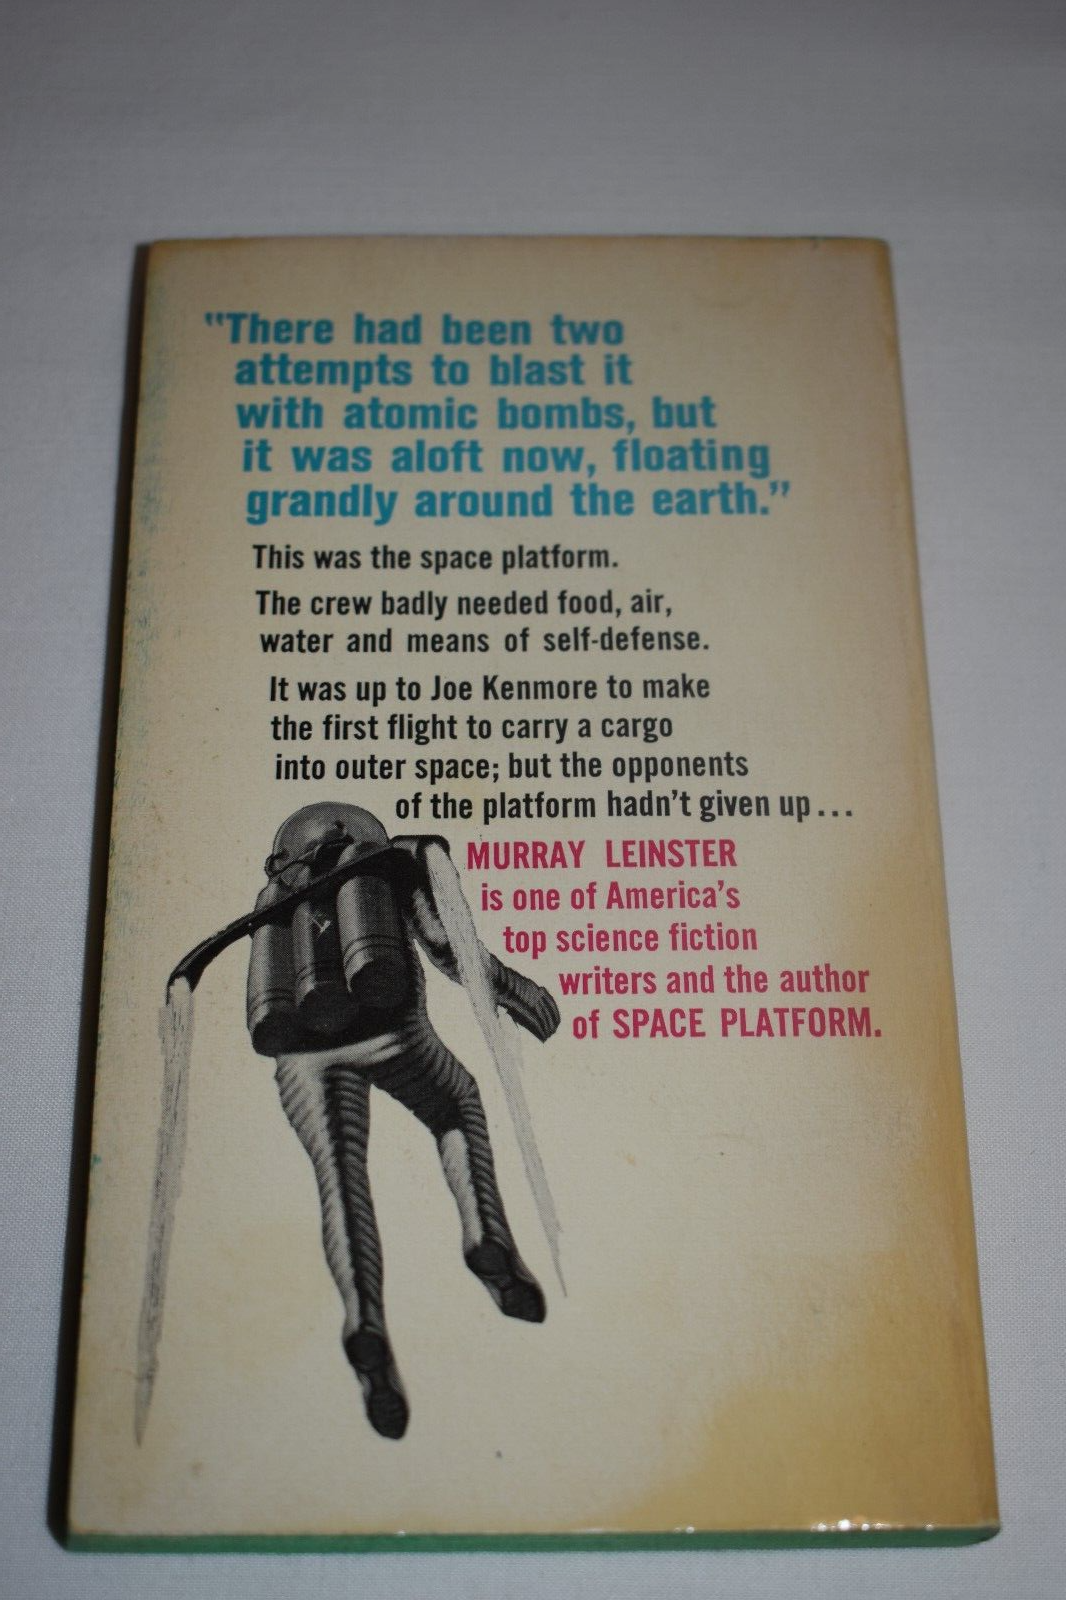 "There had been two
attempts to blast it
with atomic bombs, but
it was aloft now, floating
grandly around the earth."
This was the space platform.
The crew badly needed food, air,
water and means of self-defense.
It was up to Joe Kenmore to make
the first flight to carry a cargo
into outer space; but the opponents
of the platform hadn't given up...
MURRAY LEINSTER
is one of America's
top science fiction
writers and the author
of SPACE PLATFORM.